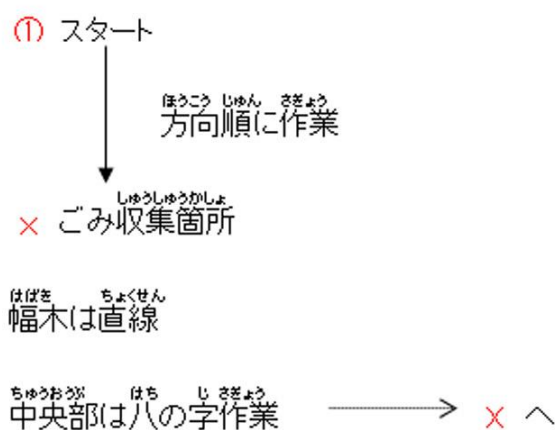 ① スタート
ほうこう じゅん さぎょう
方向順に作業
しゅうしゅうかしょ
× ごみ収集箇所
はばき ちょくせん
幅木は直線
ちゅうおうぶ はち じ さぎょう
中央部は八の字作業 → × へ